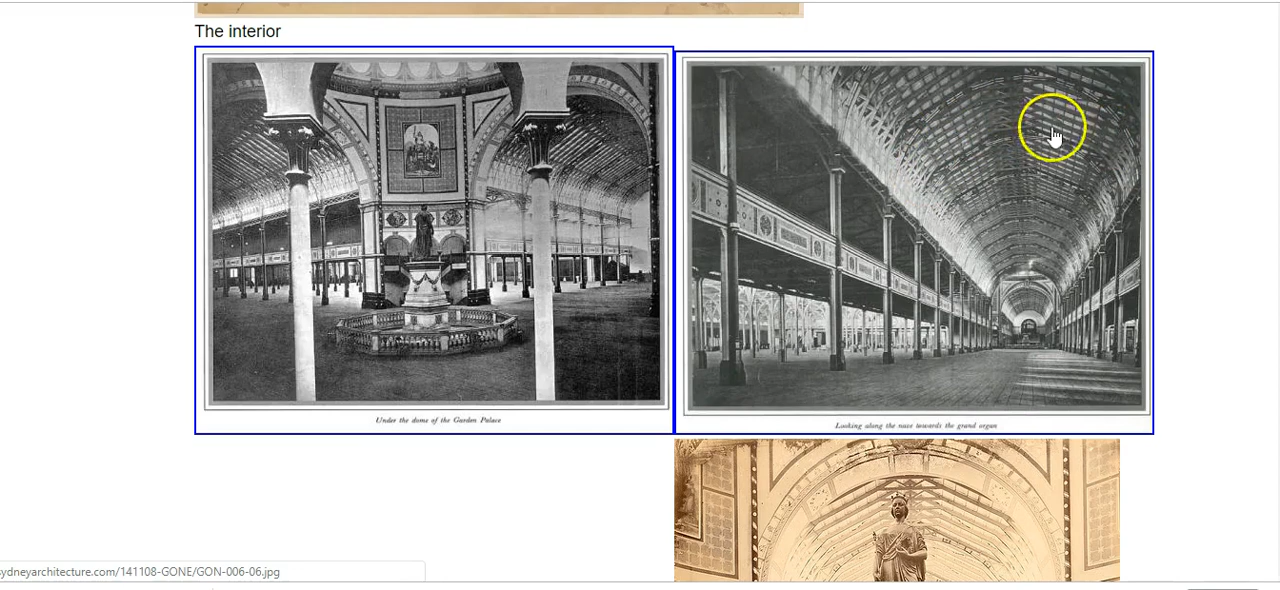 The interior
Under the dome of the Garden Palace
Looking along the nave towards the grand organ
sydneyarchitecture.com/141108-GONE/GON-006-06.jpg